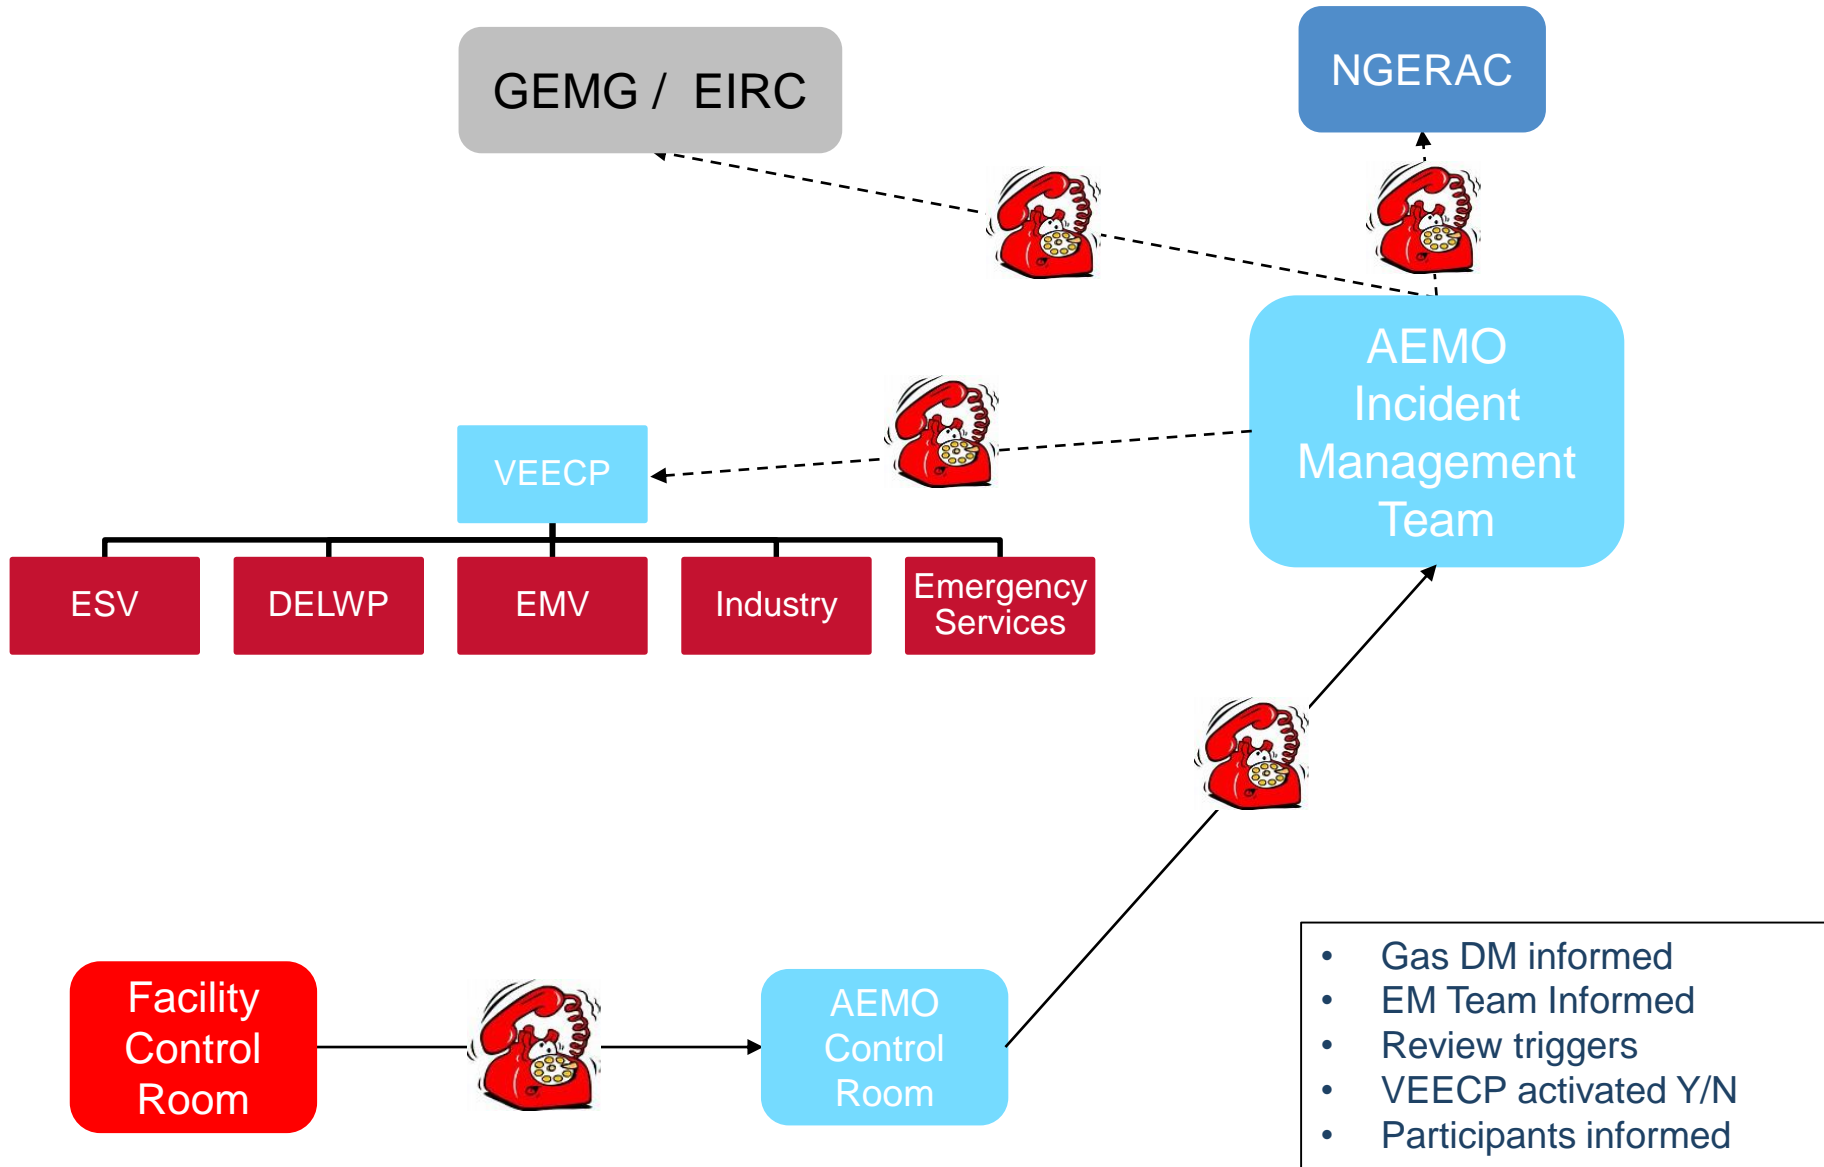 GEMG / EIRC
NGERAC
AEMO
Incident
Management
Team
VEECP
ESV
DELWP
EMV
Industry
Emergency
Services
Facility
Control
Room
AEMO
Control
Room
• Gas DM informed
• EM Team Informed
• Review triggers
• VEECP activated Y/N
• Participants informed